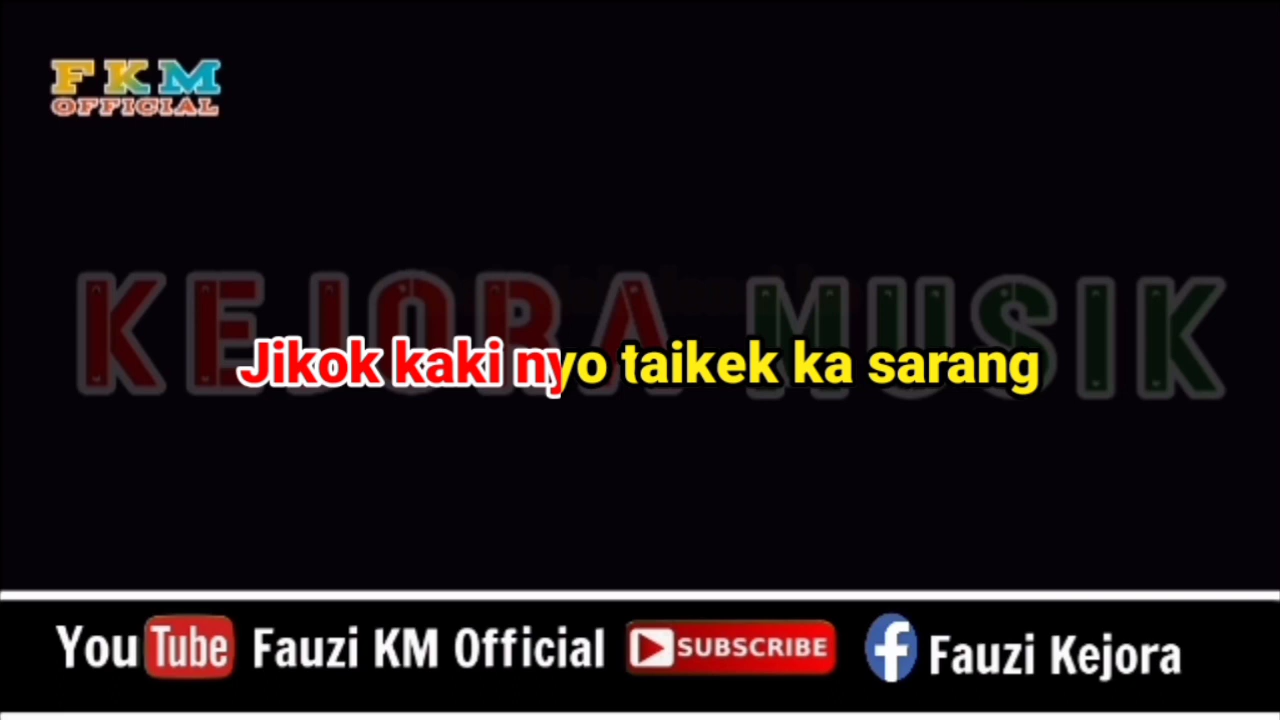 FKM
OFFICIAL
KEJORA MUSIK
Jikok kaki nyo taikek ka sarang
YouTube Fauzi KM Official SUBSCRIBE f Fauzi Kejora